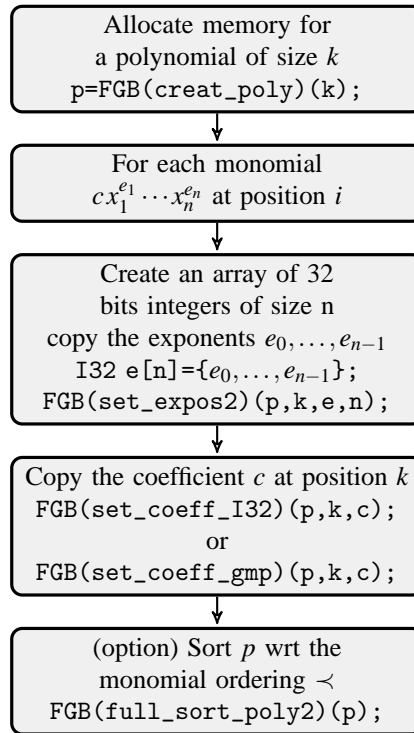 Allocate memory for
a polynomial of size k
p=FGB(creat_poly)(k);
For each monomial
cx_1^{e_1} ⋯ x_n^{e_n} at position i
Create an array of 32
bits integers of size n
copy the exponents e_0,…,e_{n−1}
I32 e[n]={e_0,…,e_{n−1}};
FGB(set_expos2)(p,k,e,n);
Copy the coefficient c at position k
FGB(set_coeff_I32)(p,k,c);
or
FGB(set_coeff_gmp)(p,k,c);
(option) Sort p wrt the
monomial ordering ≺
FGB(full_sort_poly2)(p);